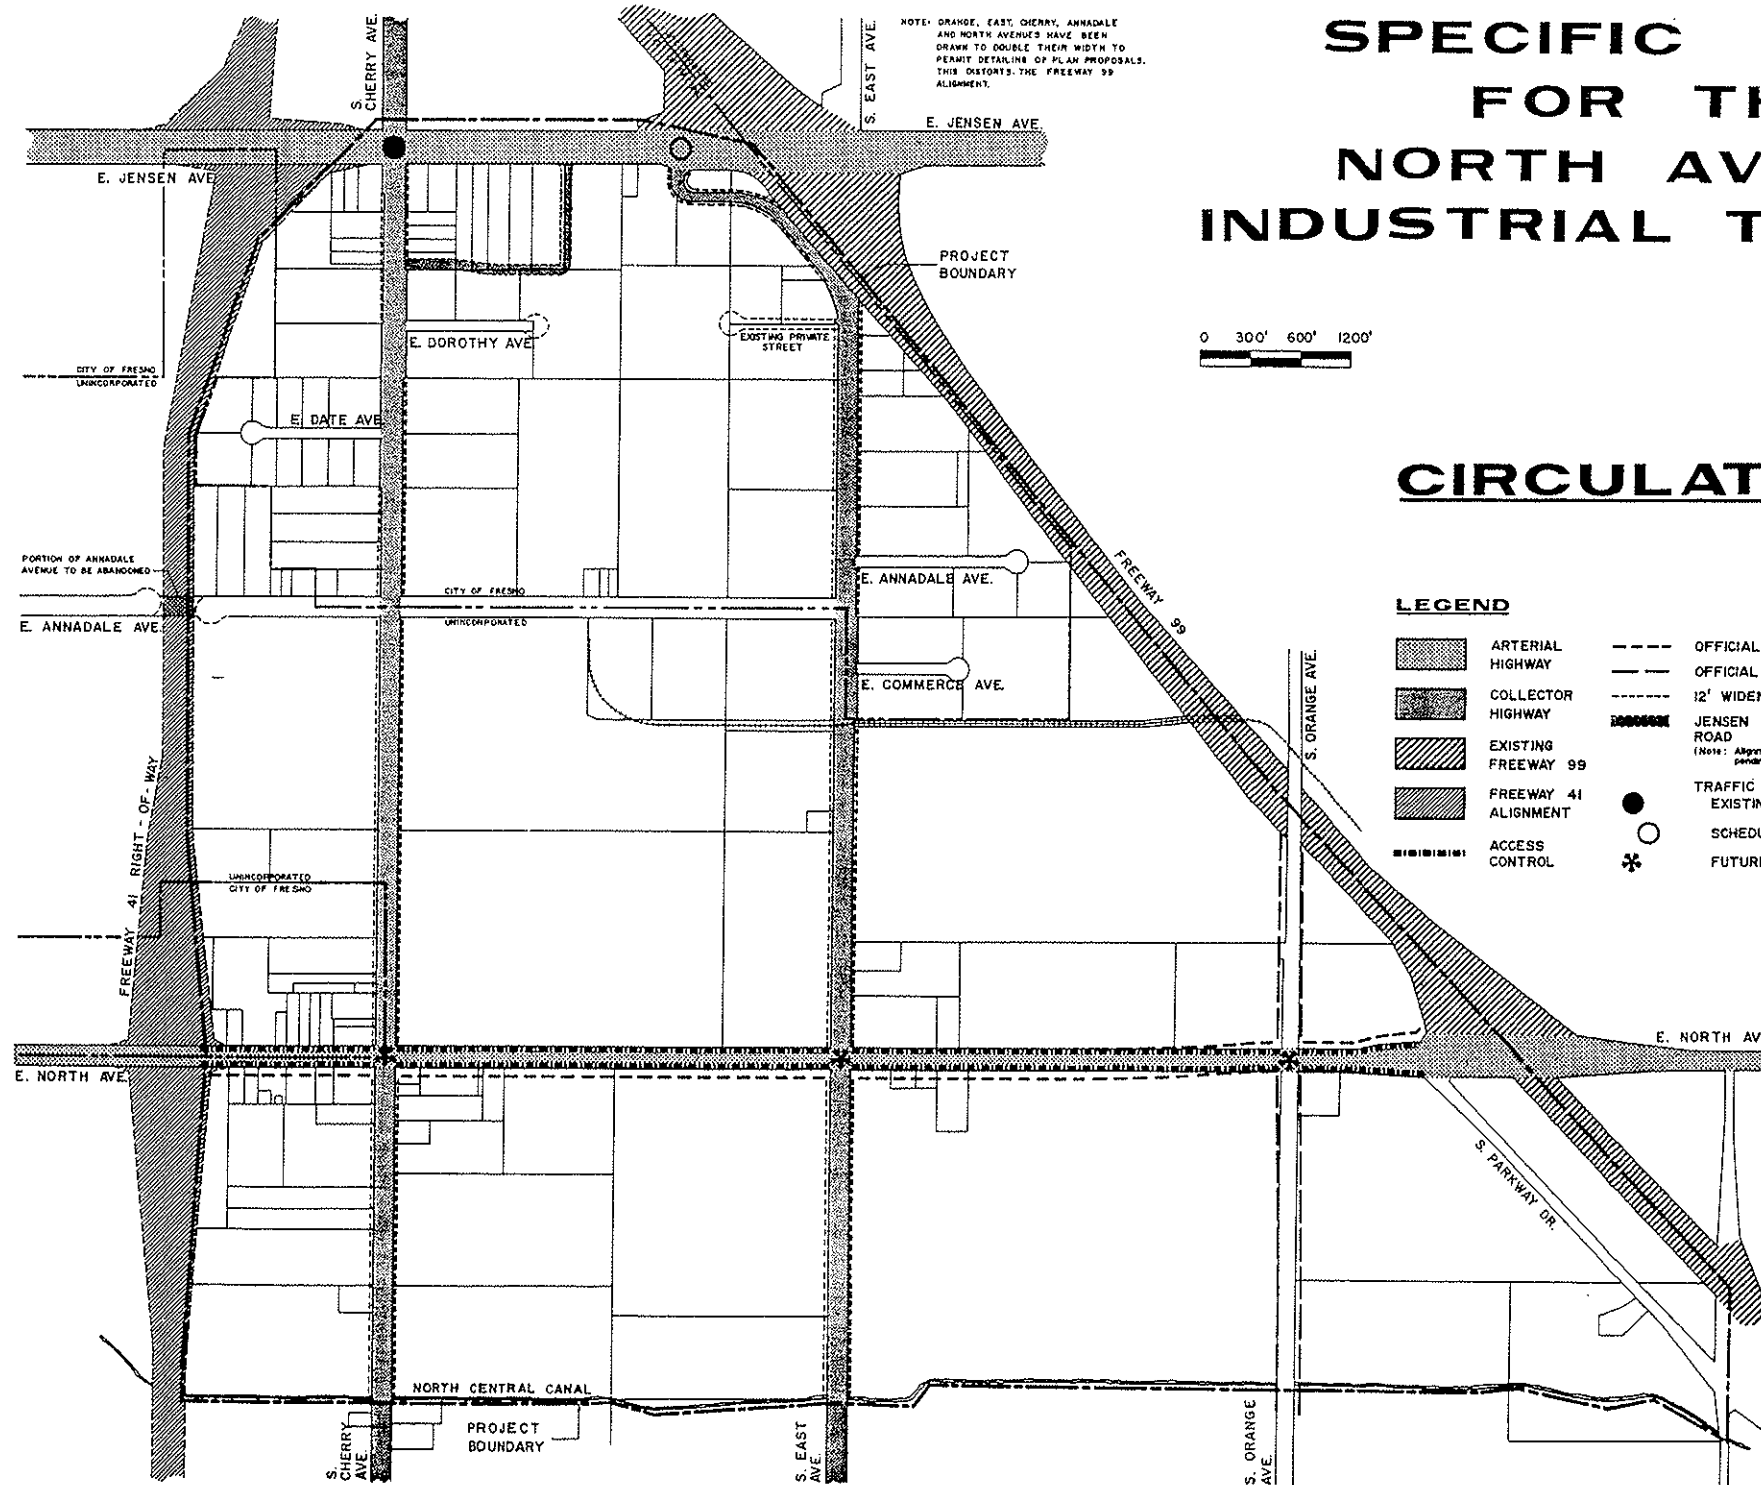 S. CHERRY AVE.
S. EAST AVE.
NOTE: ORANGE, EAST, CHERRY, ANNADALE
AND NORTH AVENUES HAVE BEEN
DRAWN TO DOUBLE THEIR WIDTH TO
PERMIT DETAILING OF PLAN PROPOSALS.
THIS DISTORTS THE FREEWAY 99
ALIGNMENT.
SPECIFIC
FOR TH
NORTH AV
INDUSTRIAL T
E. JENSEN AVE.
E. JENSEN AVE.
PROJECT
BOUNDARY
0 300' 600' 1200'
E. DOROTHY AVE.
EXISTING PRIVATE
STREET
CITY OF FRESNO
UNINCORPORATED
E. DATE AVE.
CIRCULAT
PORTION OF ANNADALE
AVENUE TO BE ABANDONED
CITY OF FRESNO
UNINCORPORATED
E. ANNADALE AVE.
E. ANNADALE AVE.
FREEWAY 99
E. COMMERCE AVE.
S. ORANGE AVE.
LEGEND
ARTERIAL
HIGHWAY
COLLECTOR
HIGHWAY
EXISTING
FREEWAY 99
FREEWAY 41
ALIGNMENT
ACCESS
CONTROL
OFFICIAL
OFFICIAL
12' WIDEN
JENSEN
ROAD
(Note: Alignm
pendin
TRAFFIC
EXISTIN
SCHEDU
FUTURE
FREEWAY 41 RIGHT-OF-WAY
UNINCORPORATED
CITY OF FRESNO
E. NORTH AV
E. NORTH AVE.
S. PARKWAY DR.
NORTH CENTRAL CANAL
PROJECT
BOUNDARY
S. CHERRY AVE.
S. EAST AVE.
S. ORANGE AVE.